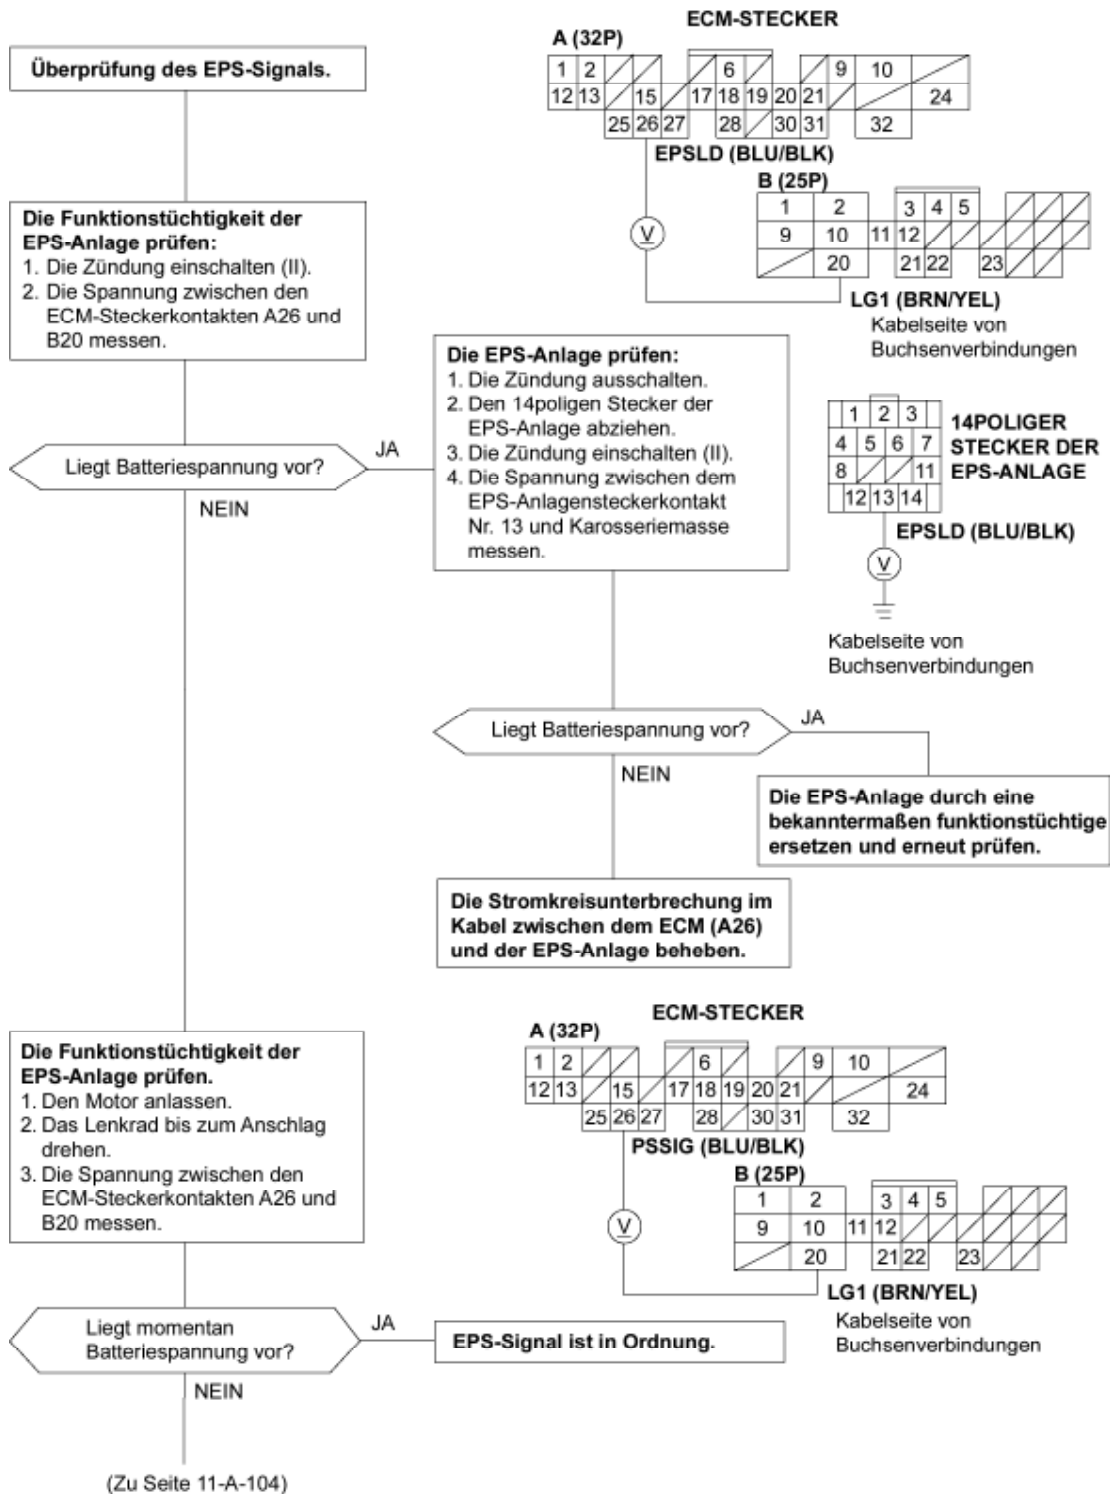 Überprüfung des EPS-Signals.
ECM-STECKER
A (32P)
1 2 6 9 10
12 13 15 17 18 19 20 21 24
25 26 27 28 30 31 32
EPSLD (BLU/BLK)
B (25P)
1 2 3 4 5
9 10 11 12
20 21 22 23
V
LG1 (BRN/YEL)
Kabelseite von
Buchsenverbindungen
Die Funktionstüchtigkeit der
EPS-Anlage prüfen:
1. Die Zündung einschalten (II).
2. Die Spannung zwischen den
ECM-Steckerkontakten A26 und
B20 messen.
Liegt Batteriespannung vor?
JA
NEIN
Die EPS-Anlage prüfen:
1. Die Zündung ausschalten.
2. Den 14poligen Stecker der
EPS-Anlage abziehen.
3. Die Zündung einschalten (II).
4. Die Spannung zwischen dem
EPS-Anlagensteckerkontakt
Nr. 13 und Karosseriemasse
messen.
1 2 3
4 5 6 7
8 11
12 13 14
14POLIGER
STECKER DER
EPS-ANLAGE
EPSLD (BLU/BLK)
V
Kabelseite von
Buchsenverbindungen
Liegt Batteriespannung vor?
JA
NEIN
Die EPS-Anlage durch eine
bekanntermaßen funktionstüchtige
ersetzen und erneut prüfen.
Die Stromkreisunterbrechung im
Kabel zwischen dem ECM (A26)
und der EPS-Anlage beheben.
Die Funktionstüchtigkeit der
EPS-Anlage prüfen.
1. Den Motor anlassen.
2. Das Lenkrad bis zum Anschlag
drehen.
3. Die Spannung zwischen den
ECM-Steckerkontakten A26 und
B20 messen.
ECM-STECKER
A (32P)
1 2 6 9 10
12 13 15 17 18 19 20 21 24
25 26 27 28 30 31 32
PSSIG (BLU/BLK)
B (25P)
1 2 3 4 5
9 10 11 12
20 21 22 23
V
LG1 (BRN/YEL)
Kabelseite von
Buchsenverbindungen
Liegt momentan
Batteriespannung vor?
JA
EPS-Signal ist in Ordnung.
NEIN
(Zu Seite 11-A-104)